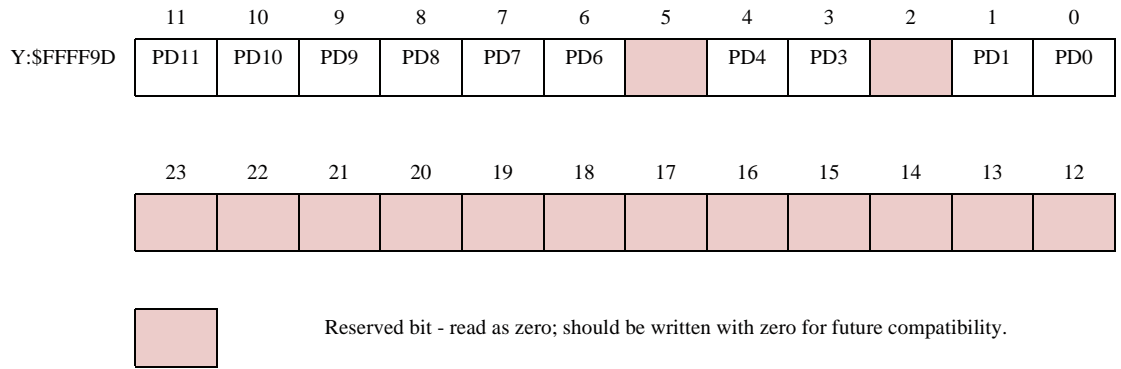 11 10 9 8 7 6 5 4 3 2 1 0
Y:$FFFF9D PD11 PD10 PD9 PD8 PD7 PD6 PD4 PD3 PD1 PD0
23 22 21 20 19 18 17 16 15 14 13 12
Reserved bit - read as zero; should be written with zero for future compatibility.